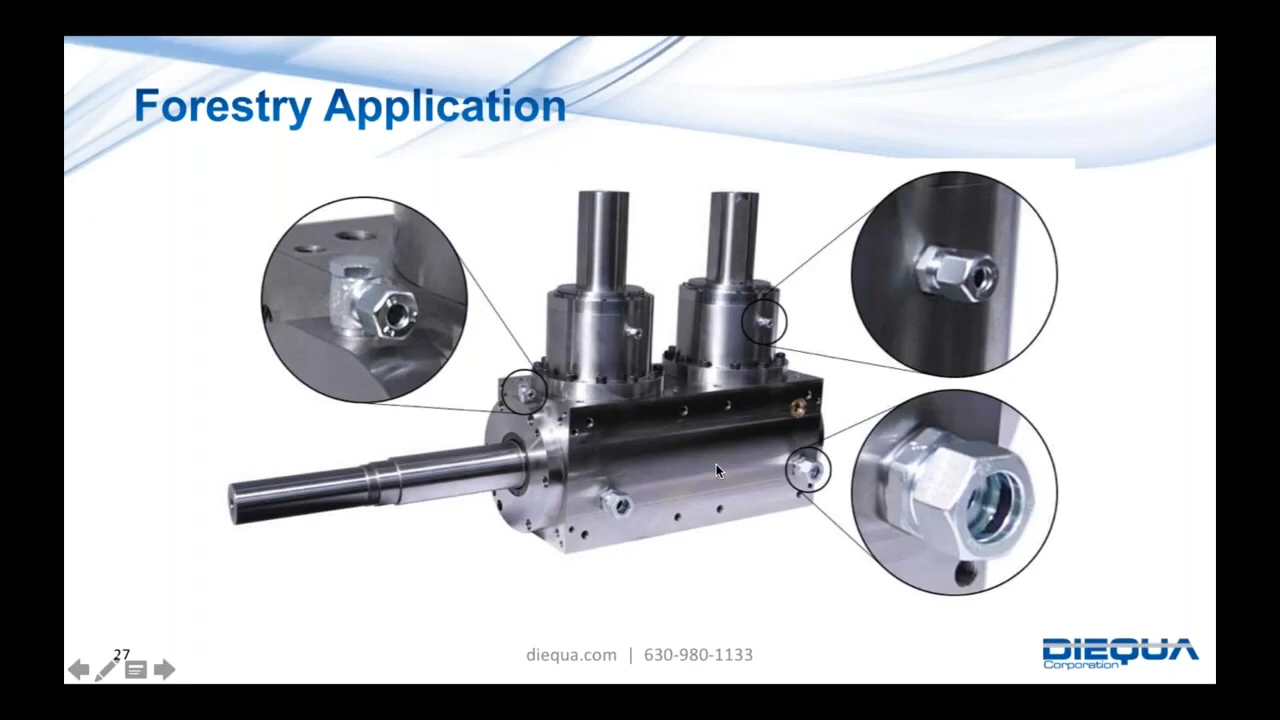 Forestry Application
27
diequa.com | 630-980-1133
DIEQUA
Corporation